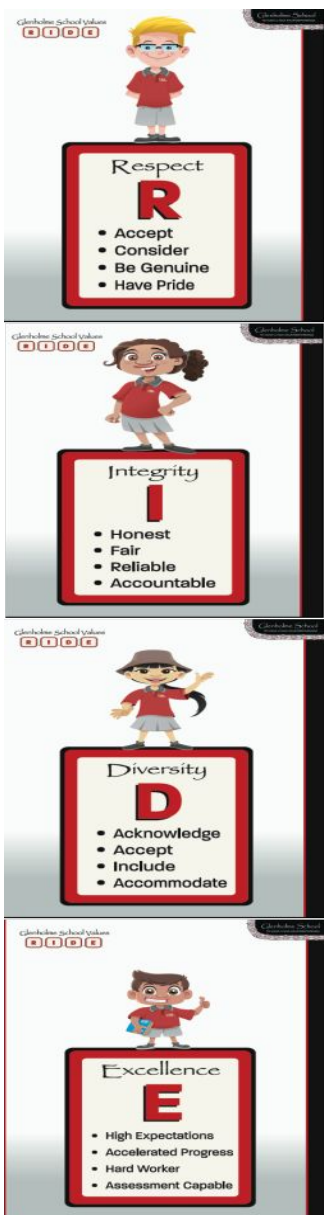 Glenholme School Values
R I D E
Glenholme School
Respect
R
• Accept
• Consider
• Be Genuine
• Have Pride
Glenholme School Values
R I D E
Glenholme School
Integrity
I
• Honest
• Fair
• Reliable
• Accountable
Glenholme School Values
R I D E
Glenholme School
Diversity
D
• Acknowledge
• Accept
• Include
• Accommodate
Glenholme School Values
R I D E
Glenholme School
Excellence
E
• High Expectations
• Accelerated Progress
• Hard Worker
• Assessment Capable